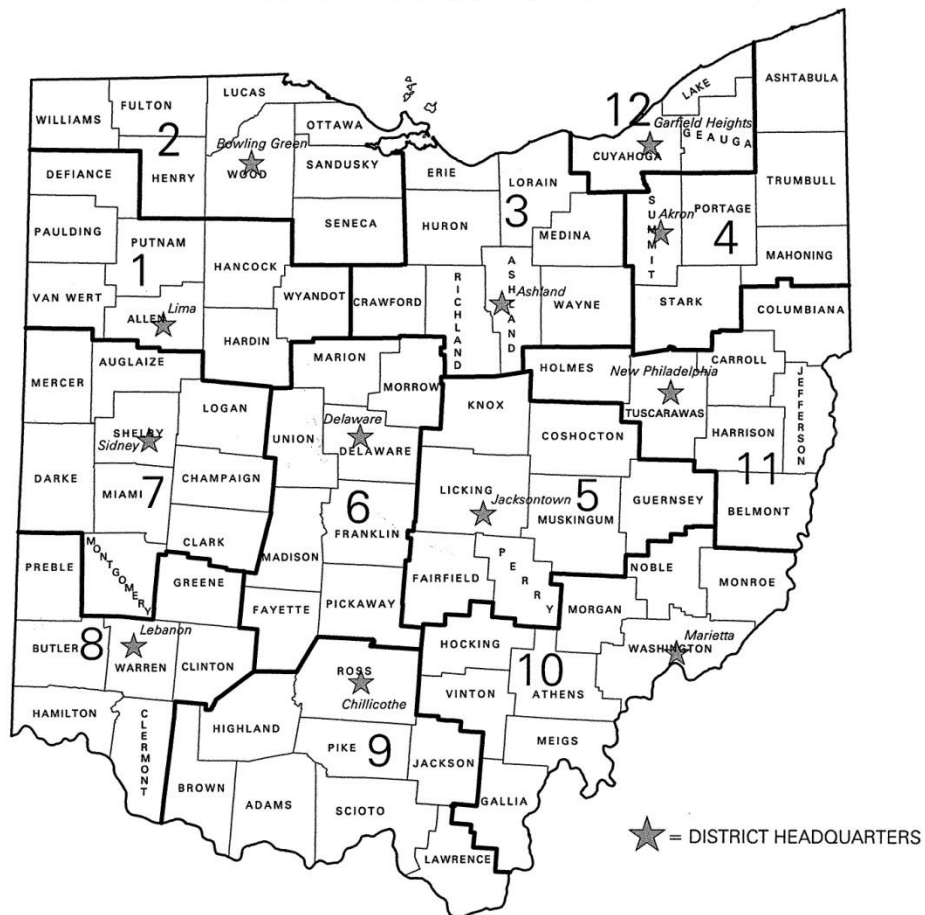 LAKE
ASHTABULA
LUCAS
FULTON
12
Garfield Heights
WILLIAMS
OTTAWA
GEAUGA
2
Bowling Green
CUYAHOGA
DEFIANCE
HENRY
WOOD
SANDUSKY
ERIE
LORAIN
TRUMBULL
3
SUMMIT
PORTAGE
PAULDING
SENECA
HURON
Akron
4
PUTNAM
MEDINA
1
HANCOCK
MAHONING
VAN WERT
WYANDOT
CRAWFORD
RICHLAND
ASHLAND
Ashland
WAYNE
STARK
Lima
ALLEN
COLUMBIANA
HARDIN
MARION
AUGLAIZE
HOLMES
New Philadelphia
CARROLL
MERCER
MORROW
KNOX
JEFFERSON
LOGAN
TUSCARAWAS
Delaware
SHELBY
UNION
DELAWARE
COSHOCTON
HARRISON
Sidney
DARKE
CHAMPAIGN
11
MIAMI
7
LICKING
Jacksontown
5
GUERNSEY
6
MUSKINGUM
BELMONT
FRANKLIN
CLARK
MONTGOMERY
MADISON
PREBLE
PERRY
NOBLE
GREENE
FAIRFIELD
MONROE
FAYETTE
PICKAWAY
MORGAN
Lebanon
Marietta
BUTLER
8
HOCKING
WASHINGTON
WARREN
CLINTON
ROSS
10
Chillicothe
VINTON
ATHENS
HAMILTON
CLERMONT
HIGHLAND
PIKE
9
MEIGS
JACKSON
BROWN
ADAMS
SCIOTO
GALLIA
= DISTRICT HEADQUARTERS
LAWRENCE